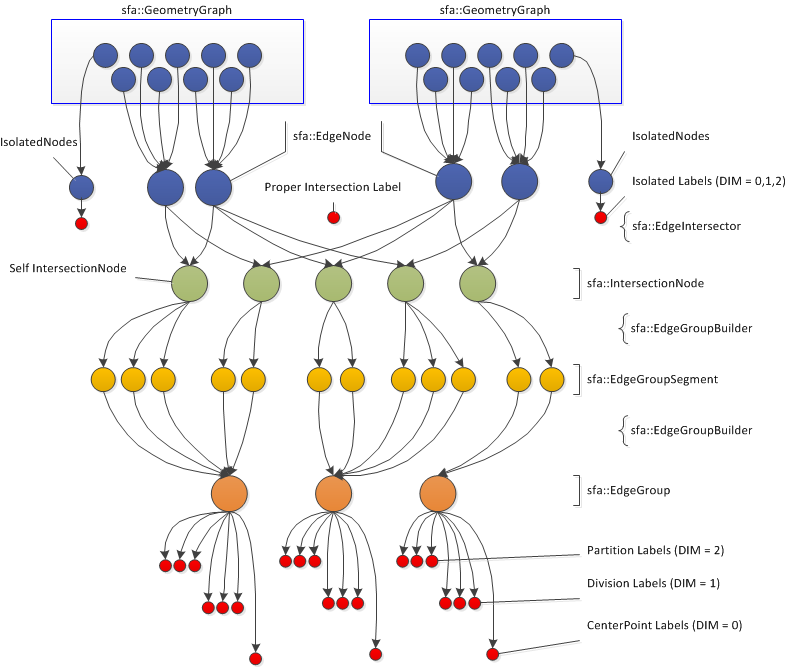 sfa::GeometryGraph
sfa::GeometryGraph
IsolatedNodes
sfa::EdgeNode
IsolatedNodes
Proper Intersection Label
Isolated Labels (DIM = 0,1,2)
sfa::EdgeIntersector
Self IntersectionNode
sfa::IntersectionNode
sfa::EdgeGroupBuilder
sfa::EdgeGroupSegment
sfa::EdgeGroupBuilder
sfa::EdgeGroup
Partition Labels (DIM = 2)
Division Labels (DIM = 1)
CenterPoint Labels (DIM = 0)